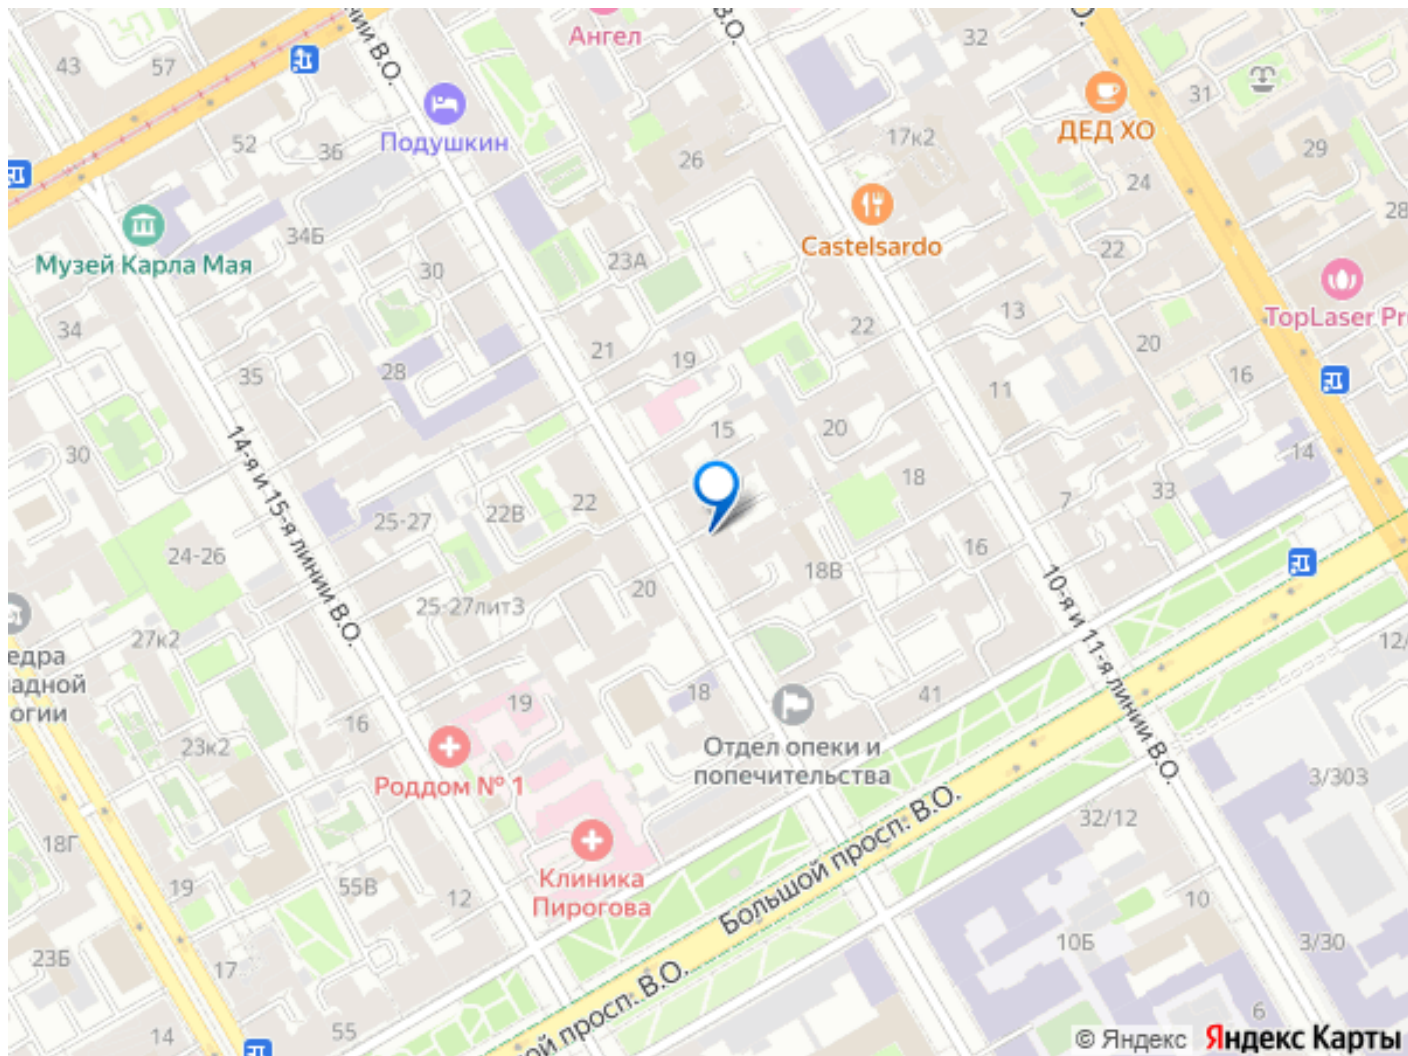 НИИ В.О.
В.О.
О.
Ангел
32
43
57
31
Подушкин
ДЕД ХО
52
36
26
17к2
29
24
28
Музей Карла Мая
34Б
30
23А
Castelsardo
22
TopLaser Pr
34
35
28
21
19
22
13
11
20
16
30
14-я и 15-я линии В.О.
15
20
18
14
7
33
25-27
22В
22
24-26
25-27лит3
20
18В
16
10-я и 11-я линии В.О.
27к2
едра
ладной
огии
16
23к2
19
18
41
12/
Роддом № 1
Отдел опеки и
попечительства
3/303
Большой просп. В.О.
32/12
18Г
19
55В
12
Клиника
Пирогова
10
10Б
3/30
23Б
17
14
55
ой просп. В.О.
6
© Яндекс Яндекс Карты